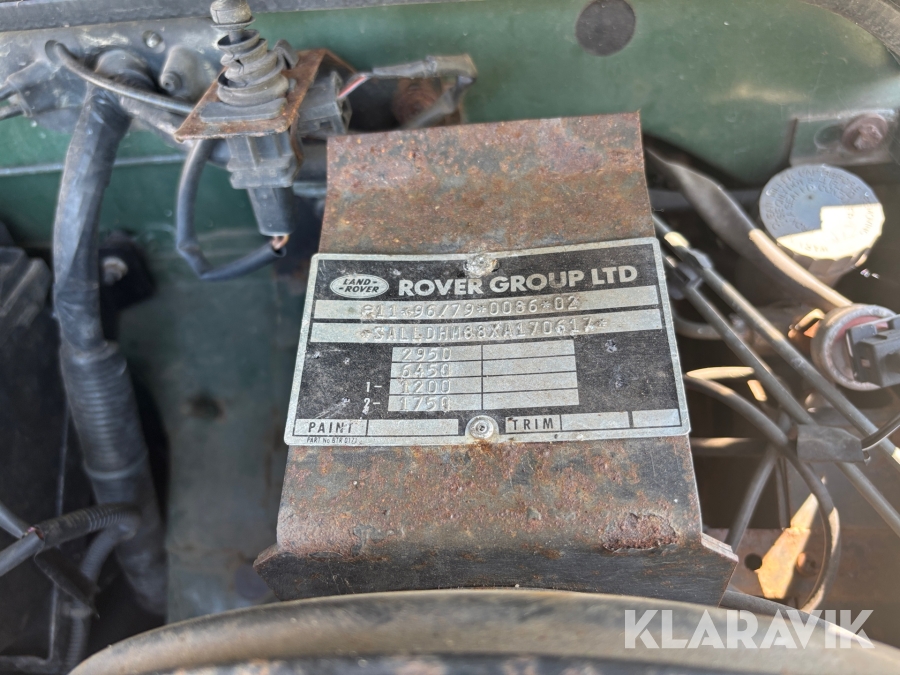 LAND-
-ROVER
ROVER GROUP LTD
e11*96/79*0086*02
*SALLDHM88XA170617*
2950
6450
1- 1200
2- 1750
PAINT TRIM
KLARAVIK